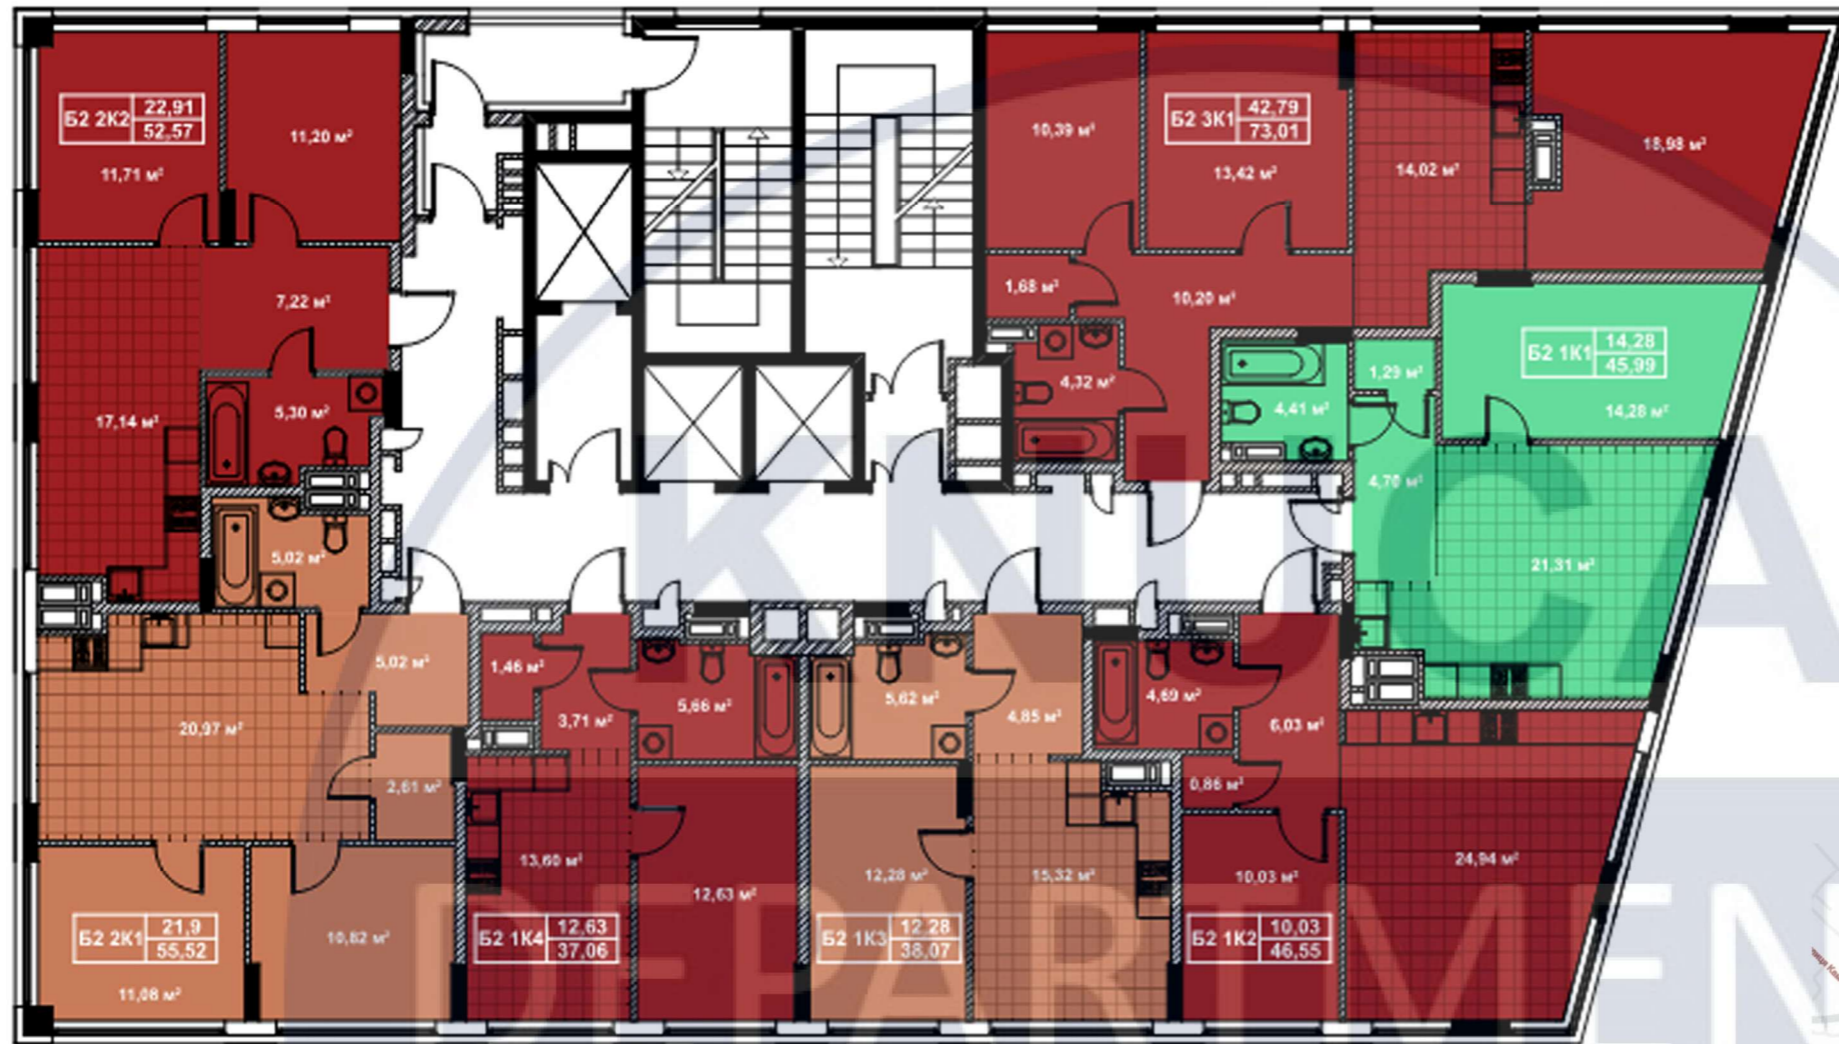 Б2 2К2 22,91 52,57
11,71 м²
11,20 м²
7,22 м²
17,14 м²
5,30 м²
10,39 м²
Б2 3К1 42,79 73,01
13,42 м²
14,02 м²
18,98 м²
1,68 м²
10,20 м²
4,32 м²
Б2 1К1 14,28 45,99
1,29 м²
4,41 м²
14,28 м²
4,70 м²
21,31 м²
5,02 м²
5,02 м²
20,97 м²
2,61 м²
Б2 2К1 21,9 55,52
11,08 м²
10,82 м²
1,46 м²
3,71 м²
5,66 м²
13,60 м²
12,63 м²
Б2 1К4 12,63 37,06
5,62 м²
4,85 м²
12,28 м²
15,32 м²
Б2 1К3 12,28 38,07
4,69 м²
6,03 м²
0,86 м²
10,03 м²
24,94 м²
Б2 1К2 10,03 46,55
KNUCA
DEPARTMEN